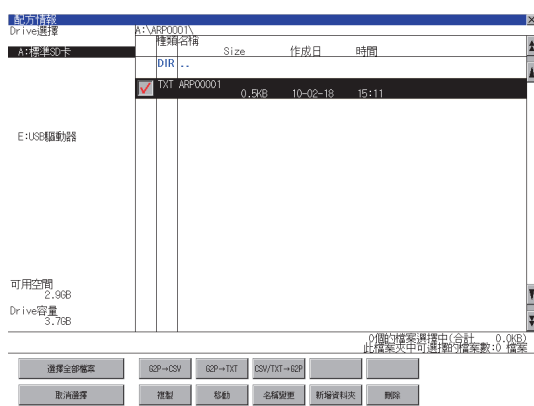 配方情報
Drive選擇
A:\ARP0001\
種類 名稱
Size 作成日 時間
A:標準SD卡
DIR ..
TXT ARP00001
0.5KB 10-02-18 15:11
E:USB驅動器
可用空間
2.9GB
Drive容量
3.7GB
0個的檔案選擇中(合計 0.0KB)
此檔案夾中可選擇的檔案數:0 檔案
選擇全部檔案 G2P→CSV G2P→TXT CSV/TXT→G2P
取消選擇 複製 移動 名稱變更 新增資料夾 刪除